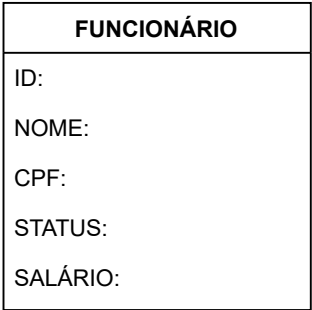 FUNCIONÁRIO
ID:
NOME:
CPF:
STATUS:
SALÁRIO: